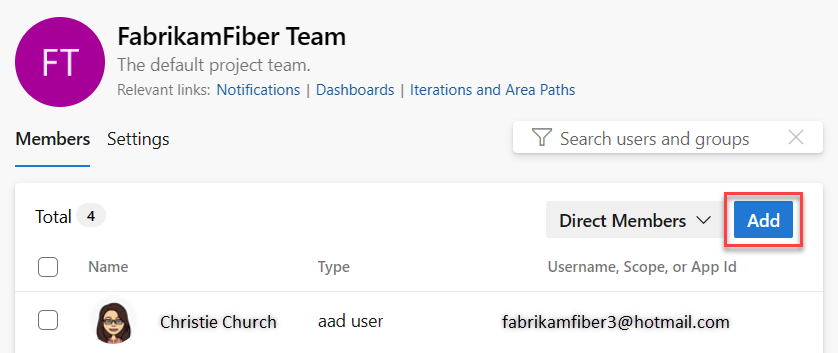 FT
FabrikamFiber Team
The default project team.
Relevant links: Notifications | Dashboards | Iterations and Area Paths
Members Settings
Search users and groups
Total 4
Direct Members Add
Name Type Username, Scope, or App Id
Christie Church aad user fabrikamfiber3@hotmail.com